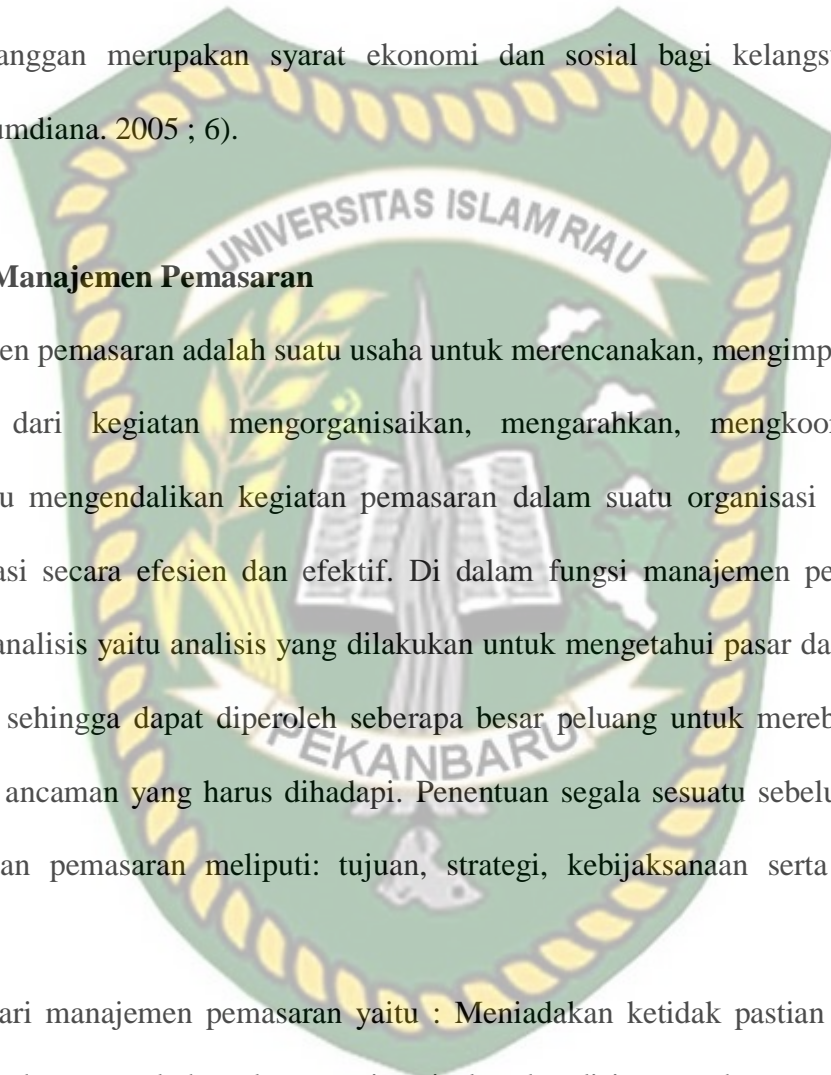 anggan merupakan syarat ekonomi dan sosial bagi kelangs
umdiana. 2005 ; 6).
UNIVERSITAS ISLAM RIAU
Manajemen Pemasaran
en pemasaran adalah suatu usaha untuk merencanakan, mengimp
dari kegiatan mengorganisaikan, mengarahkan, mengkoor
u mengendalikan kegiatan pemasaran dalam suatu organisasi
asi secara efesien dan efektif. Di dalam fungsi manajemen pe
analisis yaitu analisis yang dilakukan untuk mengetahui pasar da
sehingga dapat diperoleh seberapa besar peluang untuk mereb
PEKANBARU
ancaman yang harus dihadapi. Penentuan segala sesuatu sebelu
an pemasaran meliputi: tujuan, strategi, kebijaksanaan serta
ari manajemen pemasaran yaitu : Meniadakan ketidak pastian